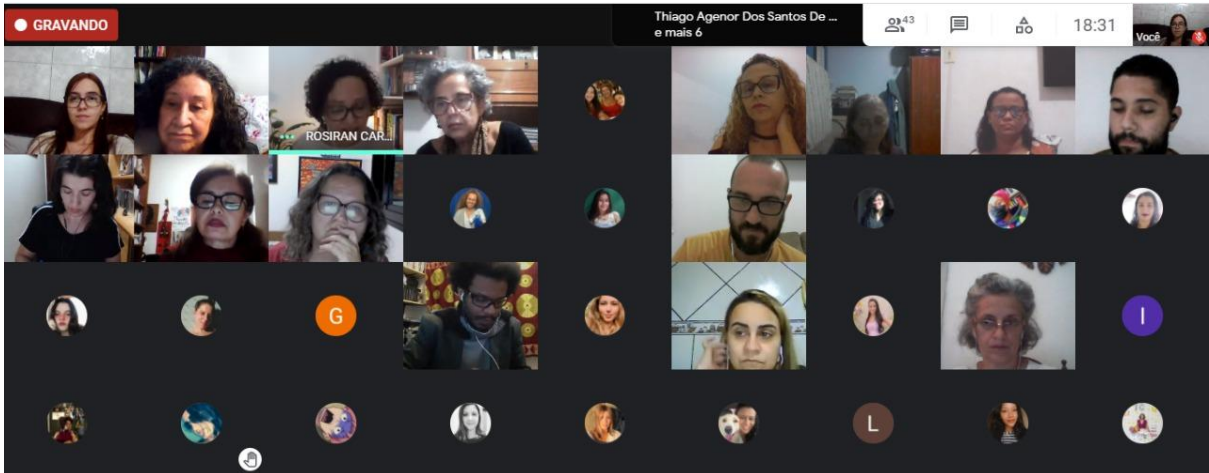 GRAVANDO
Thiago Agenor Dos Santos De ...
e mais 6
43
18:31
Você
ROSIRAN CAR...
G
I
L